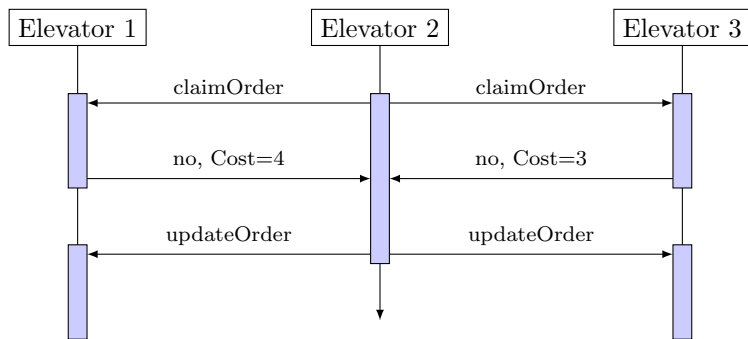 Elevator 1
Elevator 2
Elevator 3
claimOrder
claimOrder
no, Cost=4
no, Cost=3
updateOrder
updateOrder